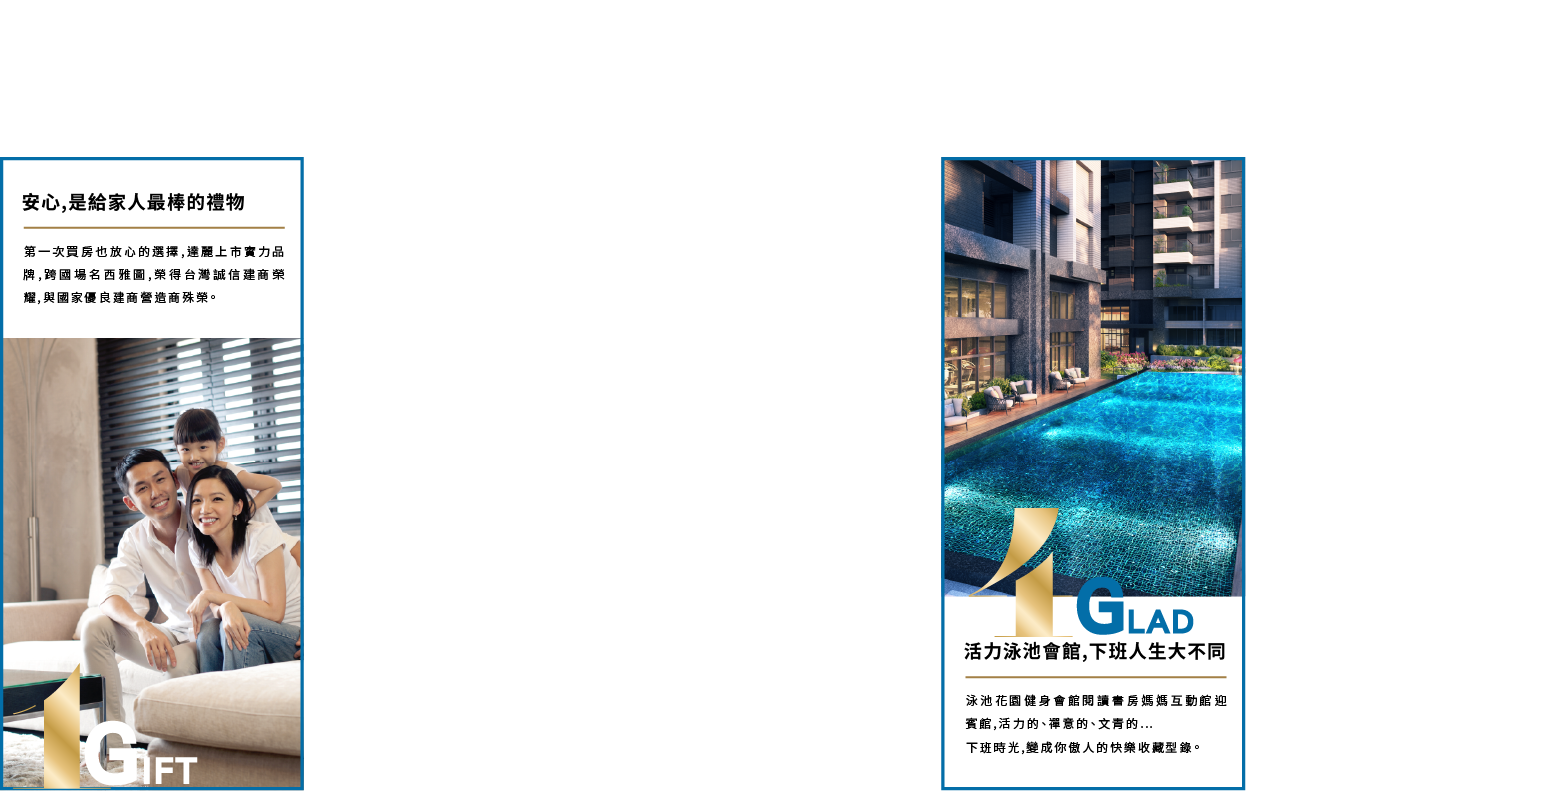 安心,是給家人最棒的禮物
第一次買房也放心的選擇,達麗上市實力品
牌,跨國場名西雅圖,榮得台灣誠信建商榮
耀,與國家優良建商營造商殊榮。
1 GIFT
1 GLAD
活力泳池會館,下班人生大不同
泳池花園健身會館閱讀書房媽媽互動館迎
賓館,活力的、禪意的、文青的...
下班時光,變成你傲人的快樂收藏型錄。